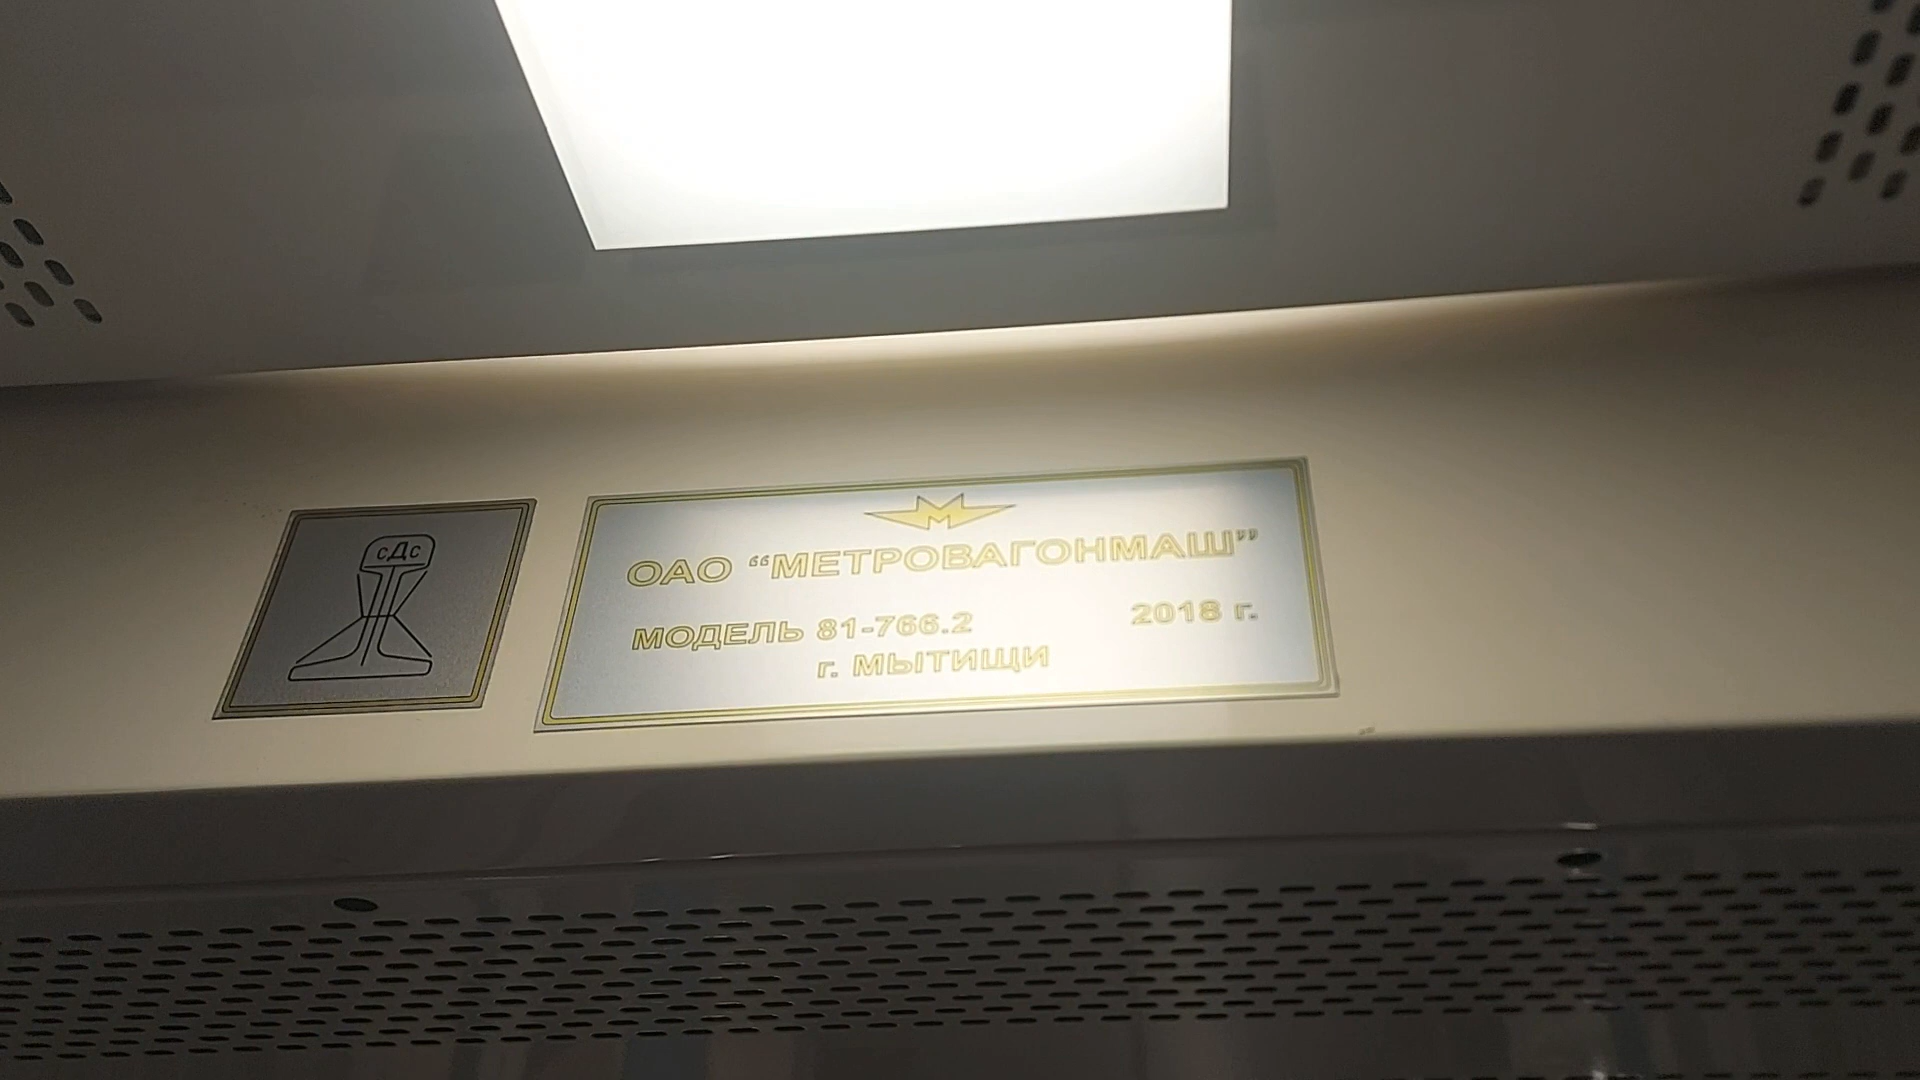 сДс
М
ОАО “МЕТРОВАГОНМАШ”
МОДЕЛЬ 81-766.2 2018 г.
г. МЫТИЩИ